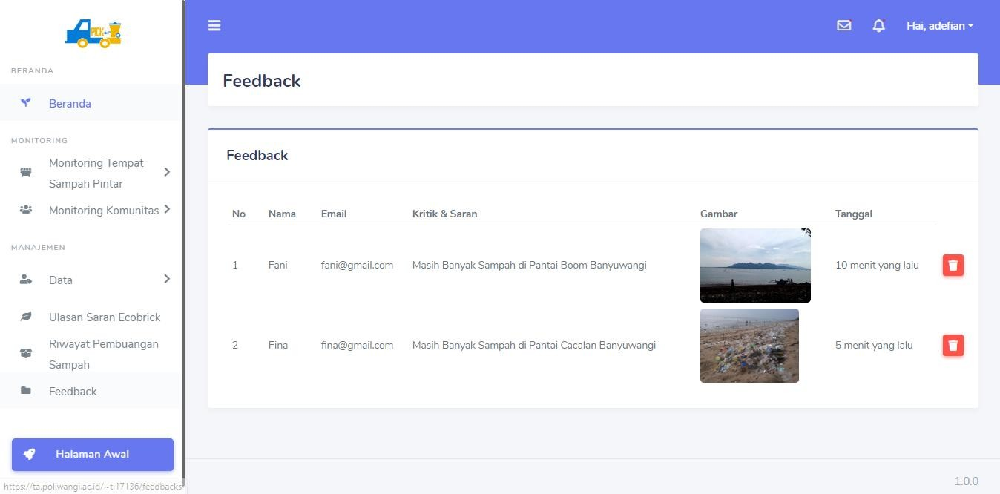 PICK
BERANDA
Beranda
MONITORING
Monitoring Tempat
Sampah Pintar
Monitoring Komunitas
MANAJEMEN
Data
Ulasan Saran Ecobrick
Riwayat Pembuangan
Sampah
Feedback
Halaman Awal
https://ta.poliwangi.ac.id/~ti17136/feedbacks
Hai, adefian
Feedback
Feedback
No Nama Email Kritik & Saran Gambar Tanggal
1 Fani fani@gmail.com Masih Banyak Sampah di Pantai Boom Banyuwangi 10 menit yang lalu
2 Fina fina@gmail.com Masih Banyak Sampah di Pantai Cacalan Banyuwangi 5 menit yang lalu
1.0.0